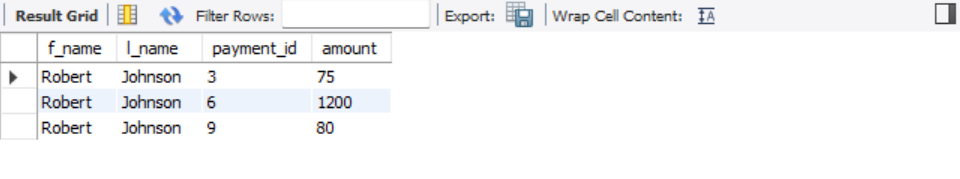 Result Grid Filter Rows: Export: Wrap Cell Content: IA
f_name l_name payment_id amount
Robert Johnson 3 75
Robert Johnson 6 1200
Robert Johnson 9 80